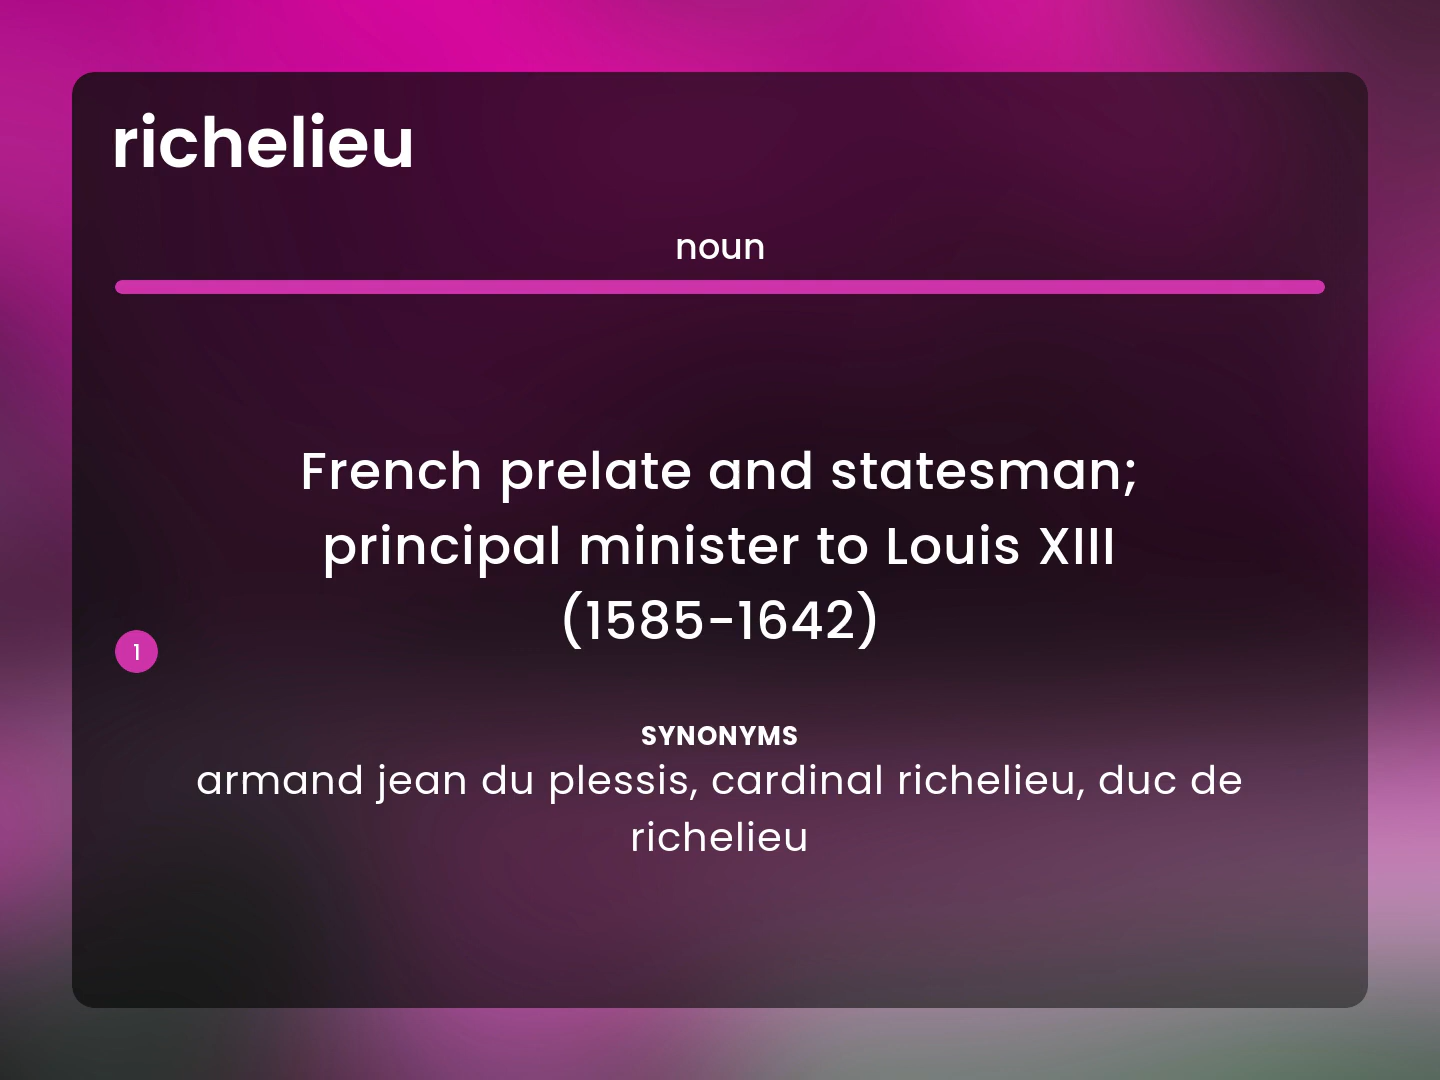 richelieu
noun
French prelate and statesman;
principal minister to Louis XIII
(1585-1642)
1
SYNONYMS
armand jean du plessis, cardinal richelieu, duc de
richelieu